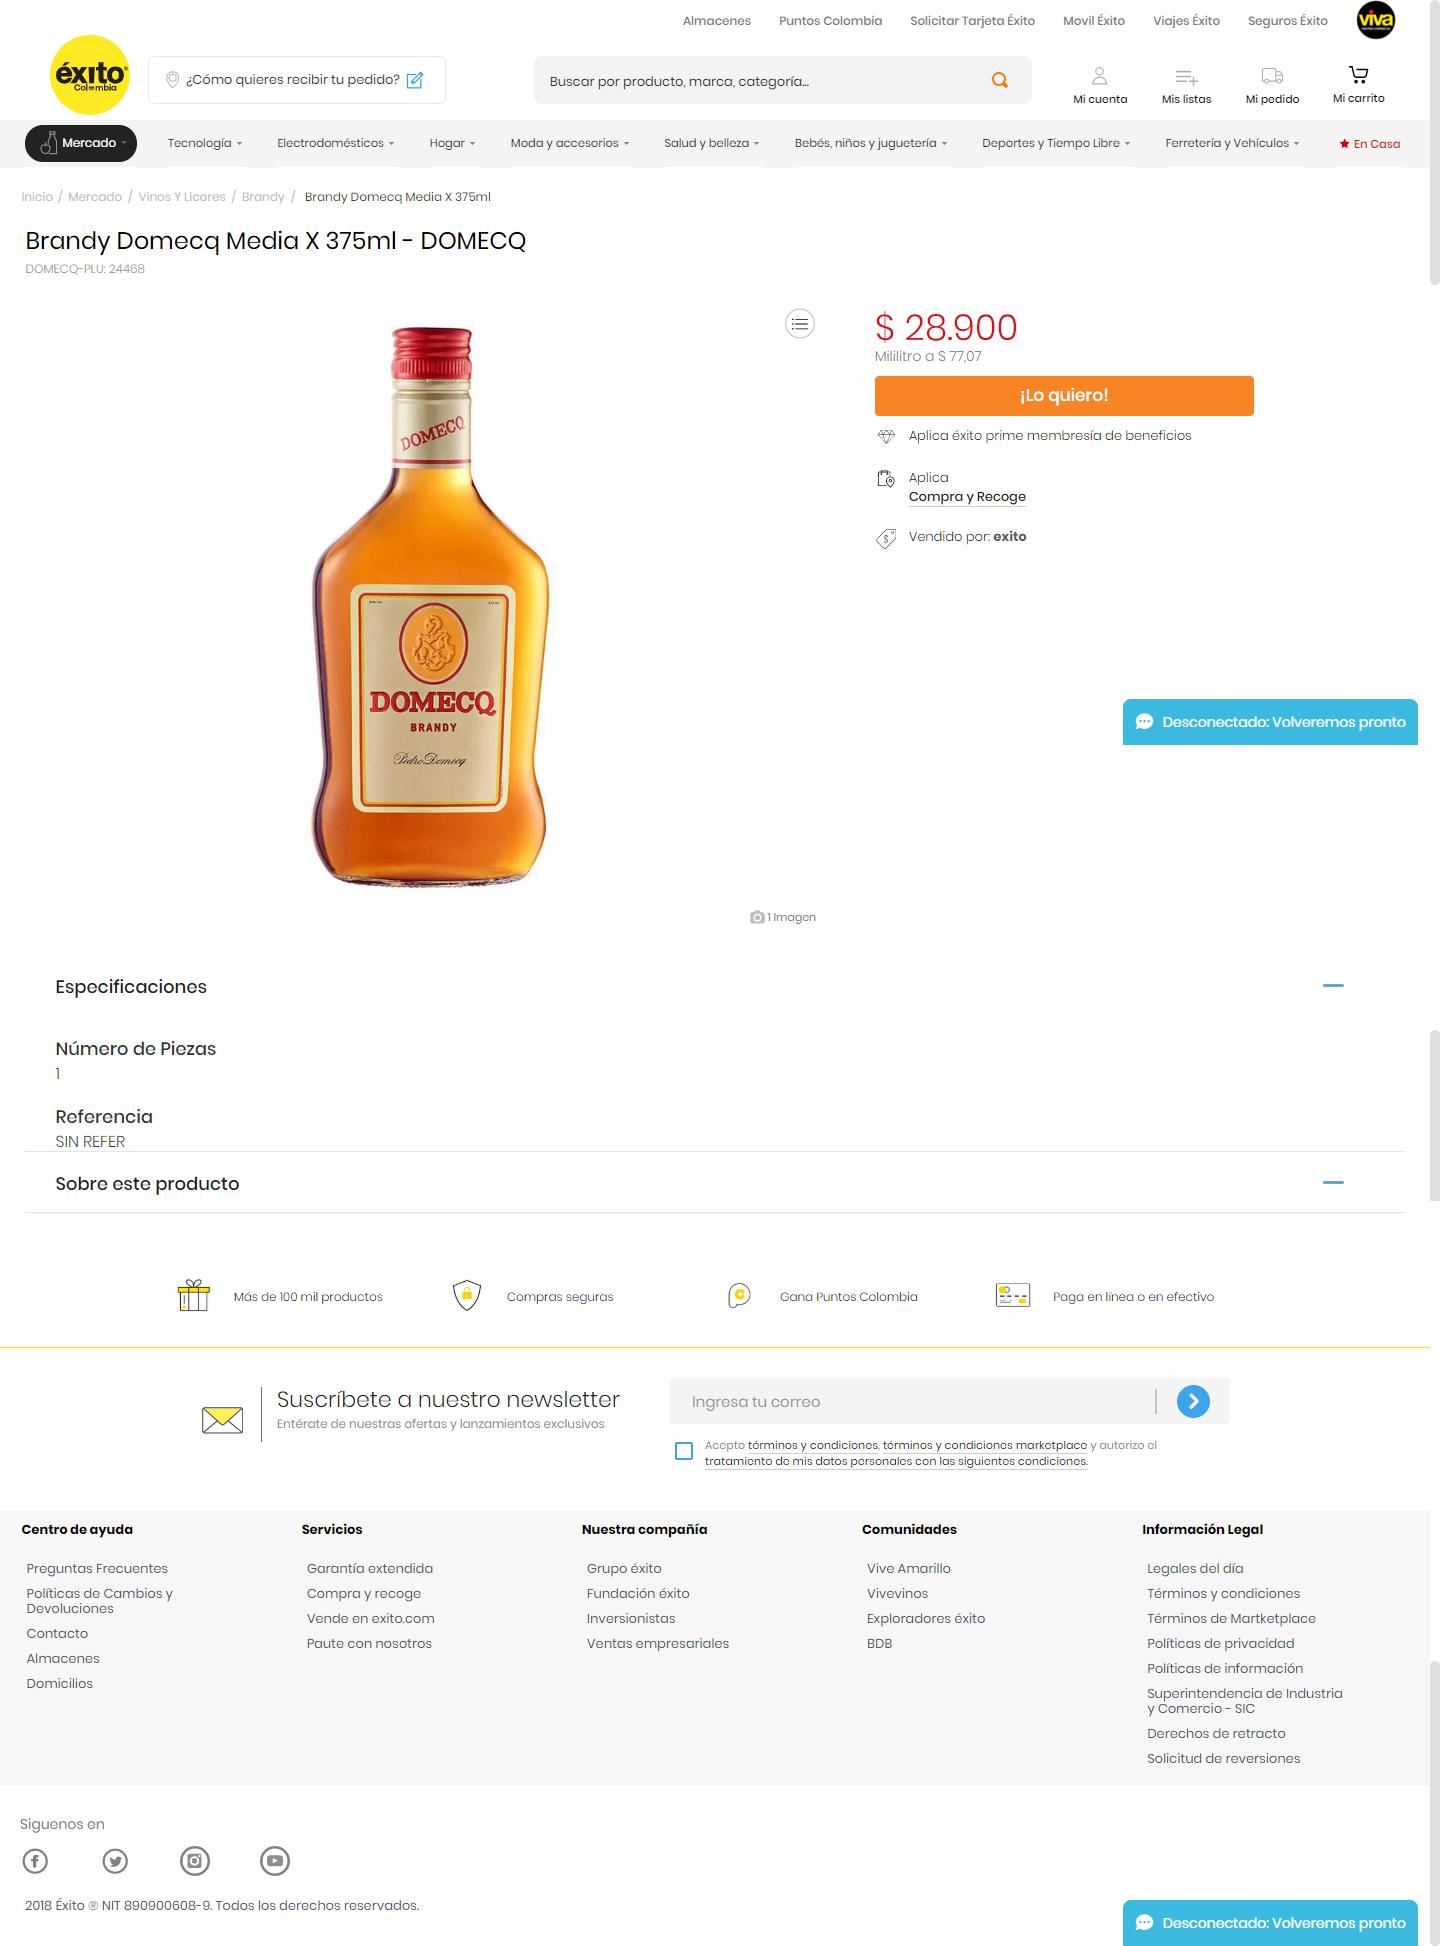 Almacenes Puntos Colombia Solicitar Tarjeta Éxito Movil Éxito Viajes Éxito Seguros Éxito viva
éxito
Colombia
¿Cómo quieres recibir tu pedido?
Buscar por producto, marca, categoría...
Mi cuenta Mis listas Mi pedido Mi carrito
Mercado Tecnología Electrodomésticos Hogar Moda y accesorios Salud y belleza Bebés, niños y juguetería Deportes y Tiempo Libre Ferretería y Vehículos En Casa
Inicio / Mercado / Vinos Y Licores / Brandy / Brandy Domecq Media X 375ml
Brandy Domecq Media X 375ml - DOMECQ
DOMECQ-PLU: 24468
DOMECQ
DOMECQ
BRANDY
Pedro Domecq
1 Imagen
$ 28.900
Mililitro a $ 77,07
¡Lo quiero!
Aplica éxito prime membresía de beneficios
Aplica
Compra y Recoge
Vendido por: exito
Desconectado: Volveremos pronto
Especificaciones
Número de Piezas
1
Referencia
SIN REFER
Sobre este producto
Más de 100 mil productos Compras seguras Gana Puntos Colombia Paga en línea o en efectivo
Suscríbete a nuestro newsletter
Entérate de nuestras ofertas y lanzamientos exclusivos
Ingresa tu correo
Acepto términos y condiciones, términos y condiciones marketplace y autorizo el
tratamiento de mis datos personales con las siguientes condiciones.
Centro de ayuda
Preguntas Frecuentes
Políticas de Cambios y
Devoluciones
Contacto
Almacenes
Domicilios
Servicios
Garantía extendida
Compra y recoge
Vende en exito.com
Paute con nosotros
Nuestra compañía
Grupo éxito
Fundación éxito
Inversionistas
Ventas empresariales
Comunidades
Vive Amarillo
Vivevinos
Exploradores éxito
BDB
Información Legal
Legales del día
Términos y condiciones
Términos de Martketplace
Políticas de privacidad
Políticas de información
Superintendencia de Industria
y Comercio - SIC
Derechos de retracto
Solicitud de reversiones
Siguenos en
2018 Éxito ® NIT 890900608-9. Todos los derechos reservados.
Desconectado: Volveremos pronto